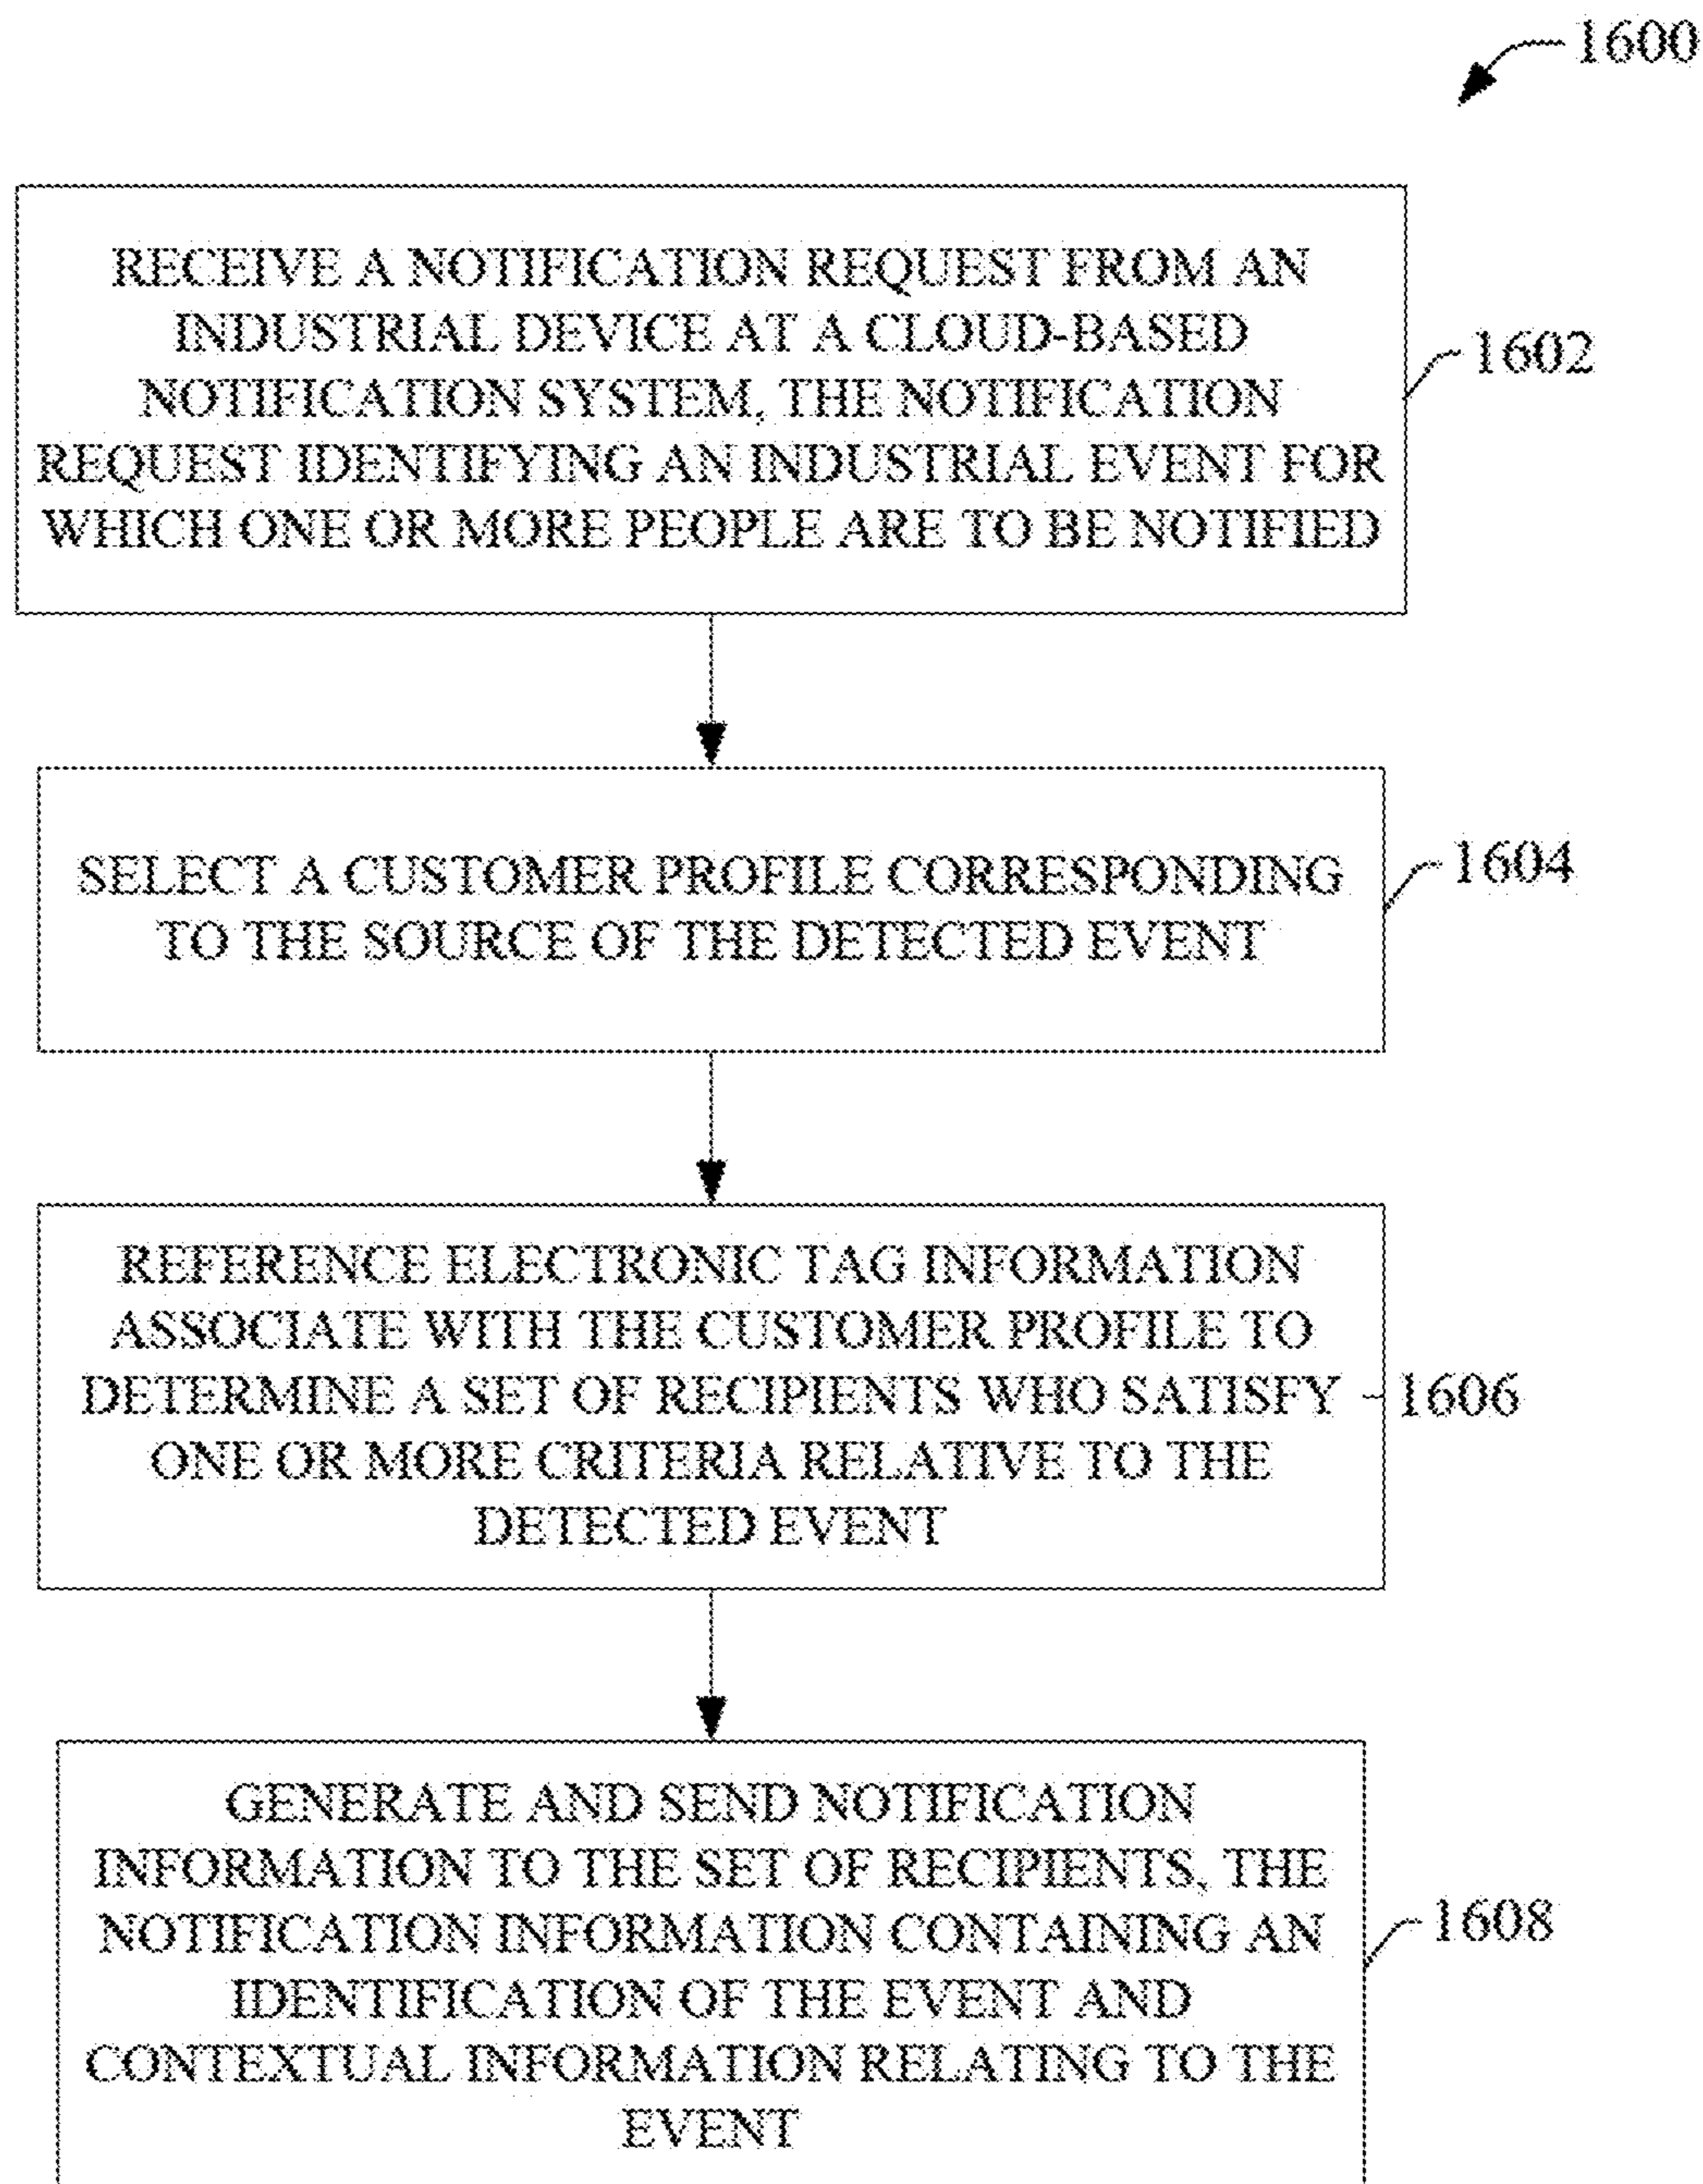 1600
RECEIVE A NOTIFICATION REQUEST FROM AN
INDUSTRIAL DEVICE AT A CLOUD-BASED
NOTIFICATION SYSTEM, THE NOTIFICATION
REQUEST IDENTIFYING AN INDUSTRIAL EVENT FOR
WHICH ONE OR MORE PEOPLE ARE TO BE NOTIFIED
1602
SELECT A CUSTOMER PROFILE CORRESPONDING
TO THE SOURCE OF THE DETECTED EVENT
1604
REFERENCE ELECTRONIC TAG INFORMATION
ASSOCIATE WITH THE CUSTOMER PROFILE TO
DETERMINE A SET OF RECIPIENTS WHO SATISFY
ONE OR MORE CRITERIA RELATIVE TO THE
DETECTED EVENT
1606
GENERATE AND SEND NOTIFICATION
INFORMATION TO THE SET OF RECIPIENTS, THE
NOTIFICATION INFORMATION CONTAINING AN
IDENTIFICATION OF THE EVENT AND
CONTEXTUAL INFORMATION RELATING TO THE
EVENT
1608